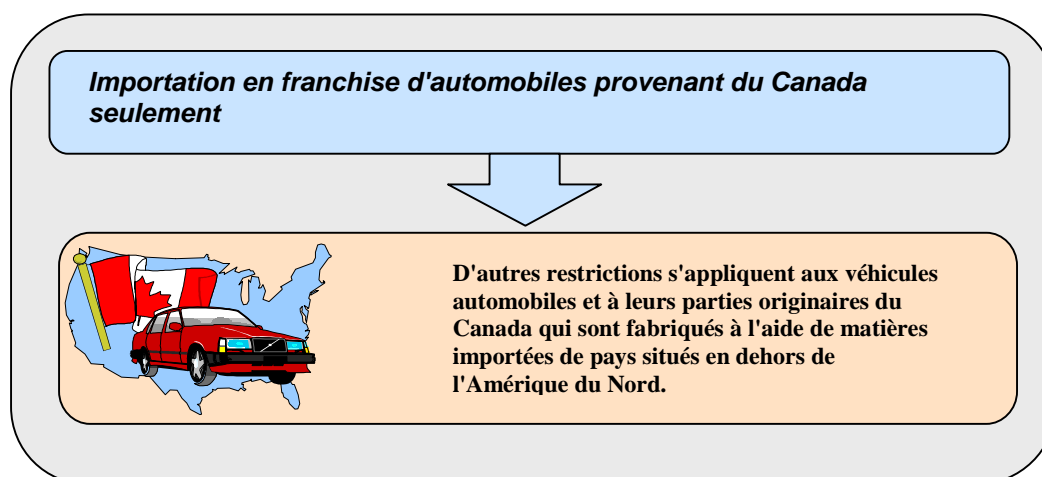 Importation en franchise d'automobiles provenant du Canada
seulement
D'autres restrictions s'appliquent aux véhicules
automobiles et à leurs parties originaires du
Canada qui sont fabriqués à l'aide de matières
importées de pays situés en dehors de
l'Amérique du Nord.